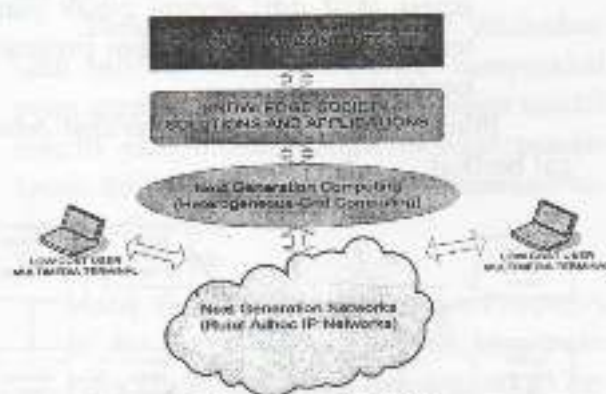 KNOWLEDGE SOCIETY
SOLUTIONS AND APPLICATIONS
Next Generation Computing
(Heterogeneous-Grid Computing)
LOW-COST USER
MULTIMEDIA TERMINAL
LOW-COST USER
MULTIMEDIA TERMINAL
Next Generation Networks
(Rural Adhoc IP Networks)